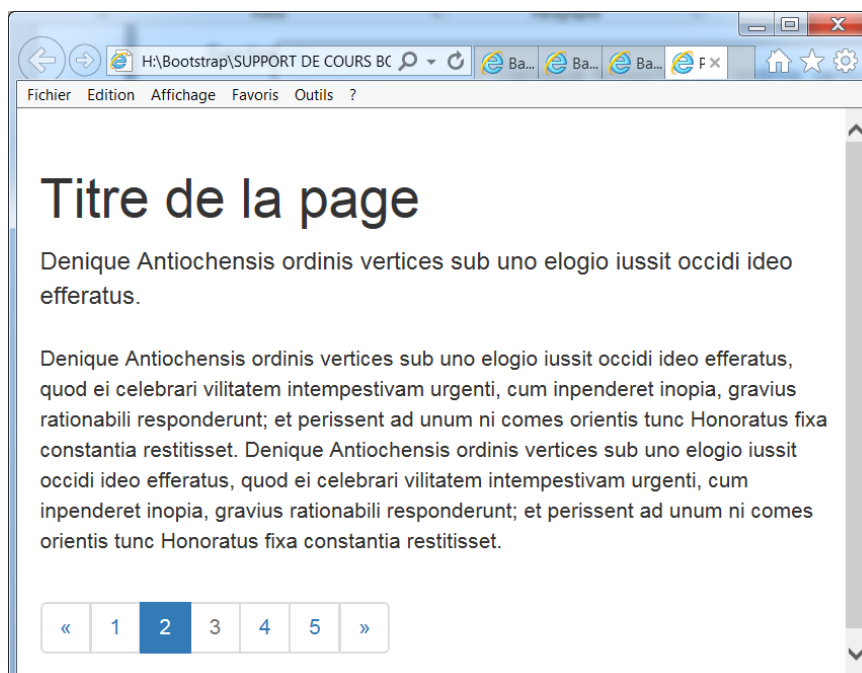 H:\Bootstrap\SUPPORT DE COURS BC
Ba...
Ba...
Ba...
Fichier Edition Affichage Favoris Outils ?
Titre de la page
Denique Antiochensis ordinis vertices sub uno elogio iussit occidi ideo
efferatus.
Denique Antiochensis ordinis vertices sub uno elogio iussit occidi ideo efferatus,
quod ei celebrari vilitatem intempestivam urgenti, cum inpenderet inopia, gravius
rationabili responderunt; et perissent ad unum ni comes orientis tunc Honoratus fixa
constantia restitisset. Denique Antiochensis ordinis vertices sub uno elogio iussit
occidi ideo efferatus, quod ei celebrari vilitatem intempestivam urgenti, cum
inpenderet inopia, gravius rationabili responderunt; et perissent ad unum ni comes
orientis tunc Honoratus fixa constantia restitisset.
« 1 2 3 4 5 »